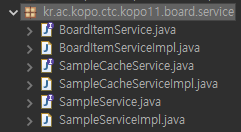 kr.ac.kopo.ctc.kopo11.board.service
BoardItemService.java
BoardItemServiceImpl.java
SampleCacheService.java
SampleCacheServiceImpl.java
SampleService.java
SampleServiceImpl.java